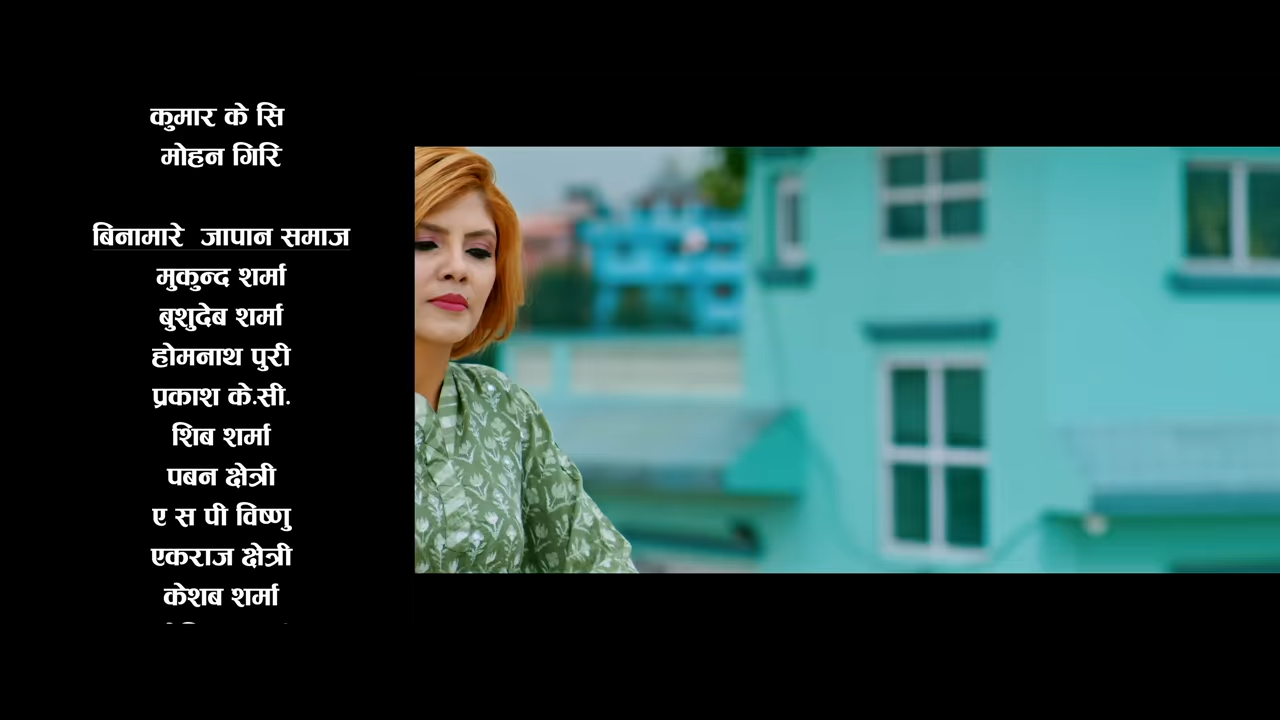 कुमार के सि
मोहन गिरि
बिनामारे जापान समाज
मुकुन्द शर्मा
बुशुदेब शर्मा
होमनाथ पुरी
प्रकाश के.सी.
शिब शर्मा
पबन क्षेत्री
ए स पी विष्णु
एकराज क्षेत्री
केशब शर्मा